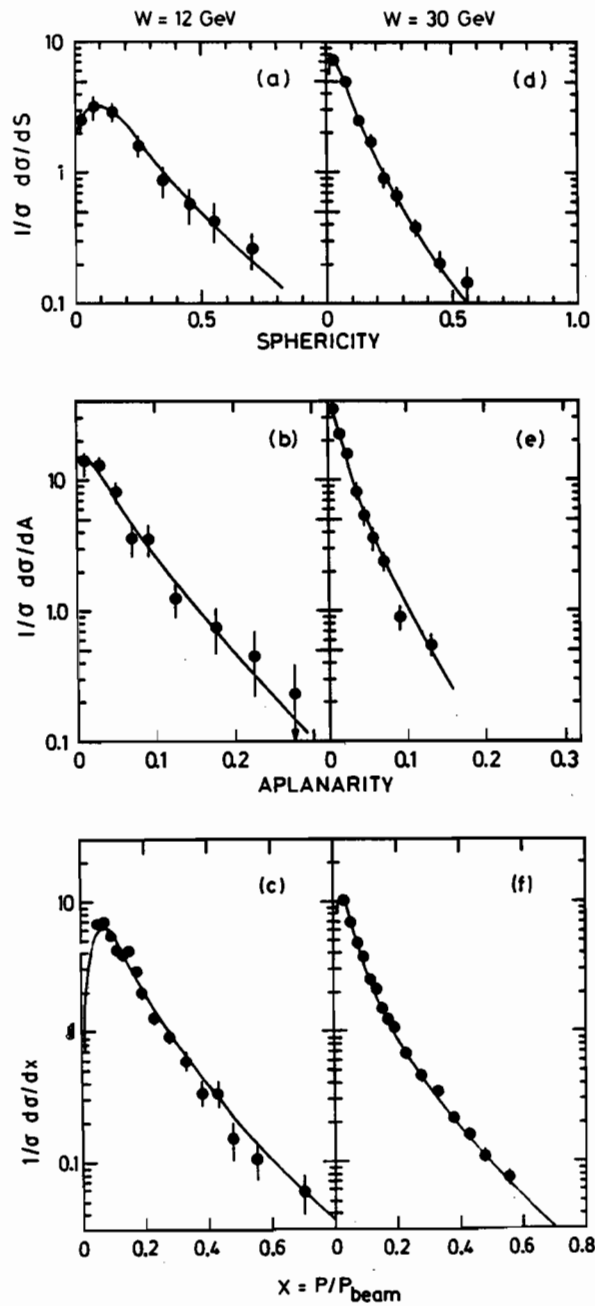 W = 12 GeV
W = 30 GeV
(a)
(d)
10
1
0.1
1/σ dσ/dS
0
0.5
0
0.5
1.0
SPHERICITY
(b)
(e)
10
1.0
0.1
1/σ dσ/dA
0
0.1
0.2
0
0.1
0.2
0.3
APLANARITY
(c)
(f)
10
1
0.1
1/σ dσ/dx
0
0.2
0.4
0.6
0
0.2
0.4
0.6
0.8
X = P/P_beam